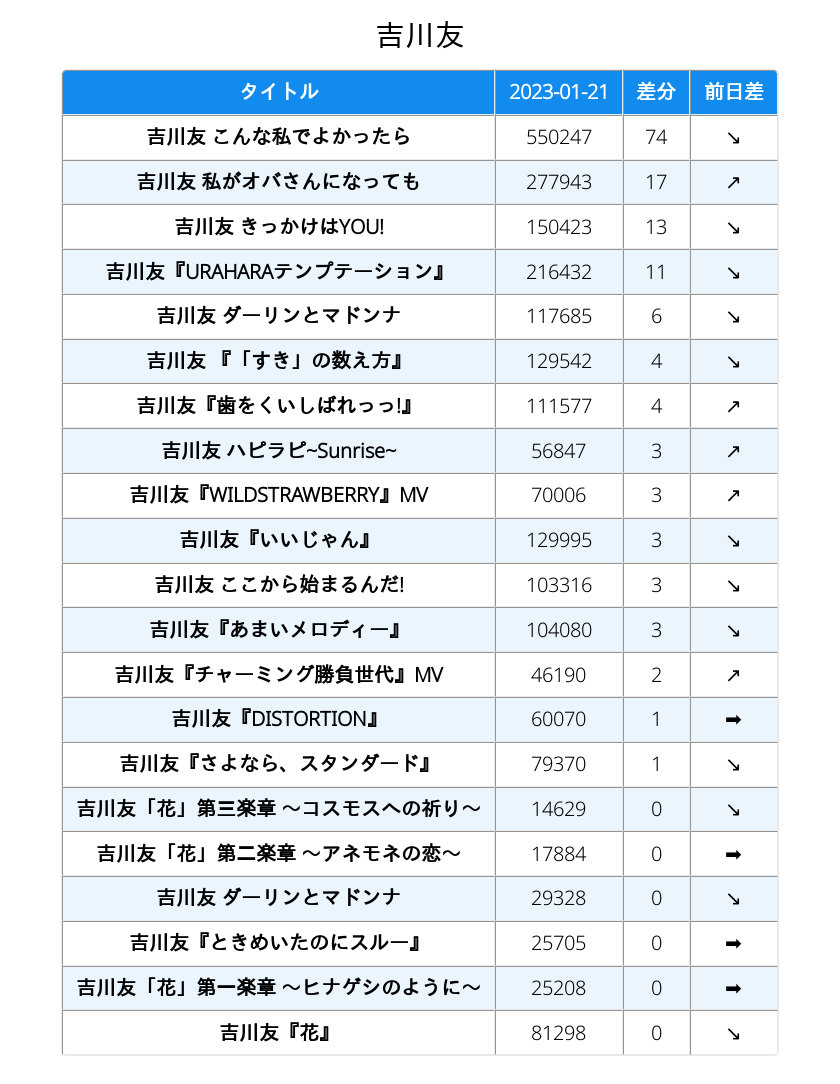 吉川友
タイトル 2023-01-21 差分 前日差
吉川友 こんな私でよかったら 550247 74 ↘
吉川友 私がオバさんになっても 277943 17 ↗
吉川友 きっかけはYOU! 150423 13 ↘
吉川友『URAHARAテンプテーション』 216432 11 ↘
吉川友 ダーリンとマドンナ 117685 6 ↘
吉川友 『「すき」の数え方』 129542 4 ↘
吉川友『歯をくいしばれっっ!』 111577 4 ↗
吉川友 ハピラピ~Sunrise~ 56847 3 ↗
吉川友『WILDSTRAWBERRY』MV 70006 3 ↗
吉川友『いいじゃん』 129995 3 ↘
吉川友 ここから始まるんだ! 103316 3 ↘
吉川友『あまいメロディー』 104080 3 ↘
吉川友『チャーミング勝負世代』MV 46190 2 ↗
吉川友『DISTORTION』 60070 1 ➡
吉川友『さよなら、スタンダード』 79370 1 ↘
吉川友「花」第三楽章 〜コスモスへの祈り〜 14629 0 ↘
吉川友「花」第二楽章 〜アネモネの恋〜 17884 0 ➡
吉川友 ダーリンとマドンナ 29328 0 ↘
吉川友『ときめいたのにスルー』 25705 0 ➡
吉川友「花」第一楽章 〜ヒナゲシのように〜 25208 0 ➡
吉川友『花』 81298 0 ↘